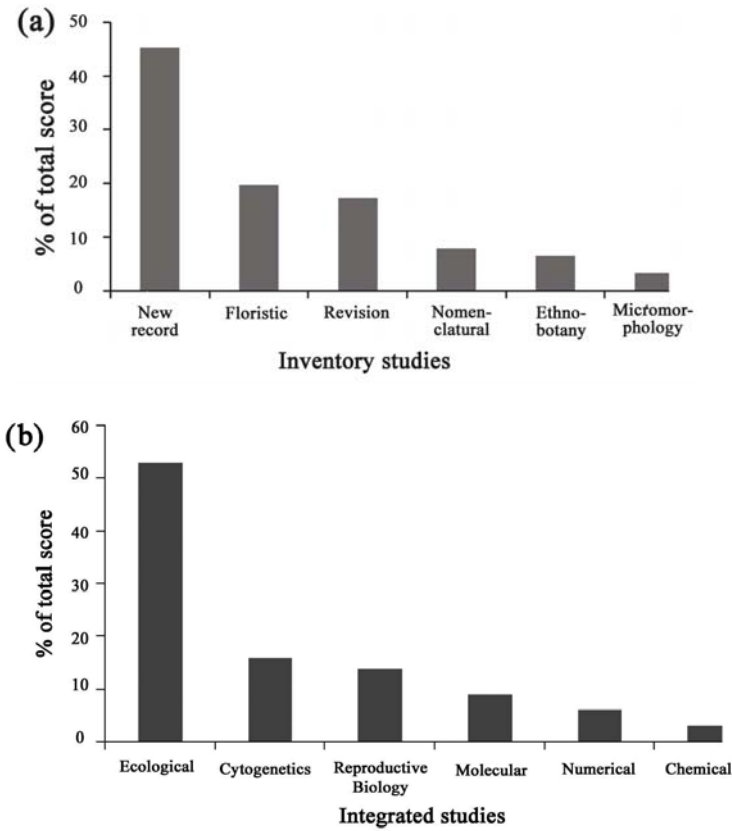 (a)
% of total score
50
40
30
20
10
0
New
record
Floristic
Revision
Nomen-
clatural
Ethno-
botany
Micromor-
phology
Inventory studies
(b)
% of total score
60
50
40
30
20
10
0
Ecological
Cytogenetics
Reproductive
Biology
Molecular
Numerical
Chemical
Integrated studies